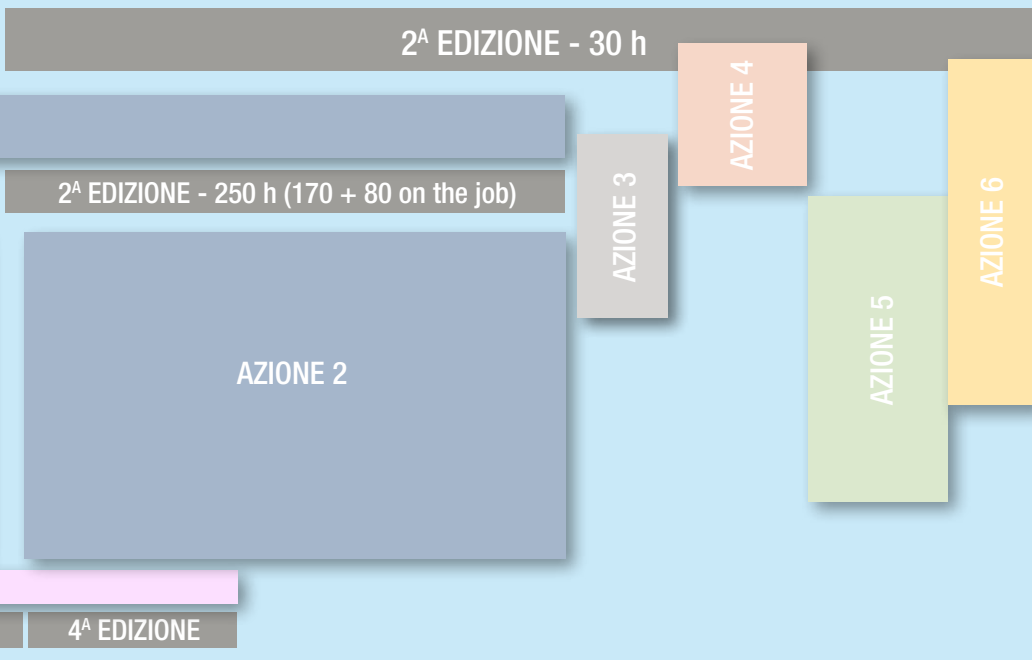 2ᴬ EDIZIONE - 30 h
AZIONE 4
AZIONE 6
2ᴬ EDIZIONE - 250 h (170 + 80 on the job)
AZIONE 3
AZIONE 5
AZIONE 2
4ᴬ EDIZIONE